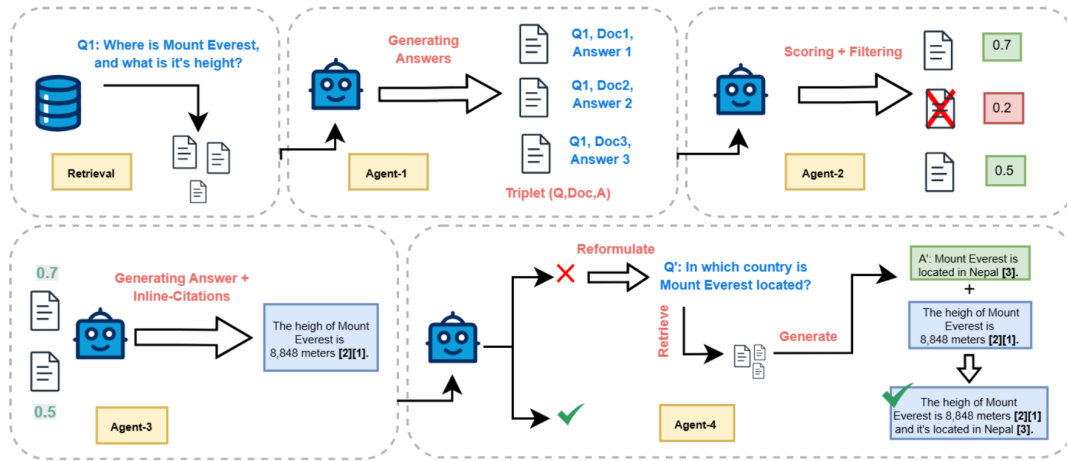 Q1: Where is Mount Everest,
and what is it's height?
Retrieval
Generating
Answers
Q1, Doc1,
Answer 1
Q1, Doc2,
Answer 2
Q1, Doc3,
Answer 3
Agent-1
Triplet (Q,Doc,A)
Scoring + Filtering
0.7
0.2
0.5
Agent-2
0.7
Generating Answer +
Inline-Citations
The heigh of Mount
Everest is
8,848 meters [2][1].
0.5
Agent-3
Reformulate
Q': In which country is
Mount Everest located?
Retrieve
Generate
A': Mount Everest is
located in Nepal [3].
+
The heigh of Mount
Everest is
8,848 meters [2][1].
The heigh of Mount
Everest is 8,848 meters [2][1]
and it's located in Nepal [3].
Agent-4